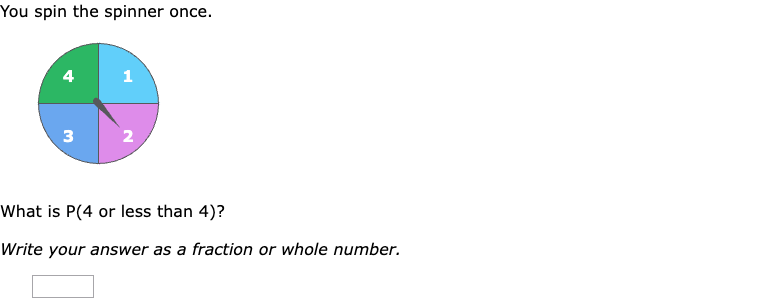 You spin the spinner once.
4 1
3 2
What is P(4 or less than 4)?
Write your answer as a fraction or whole number.